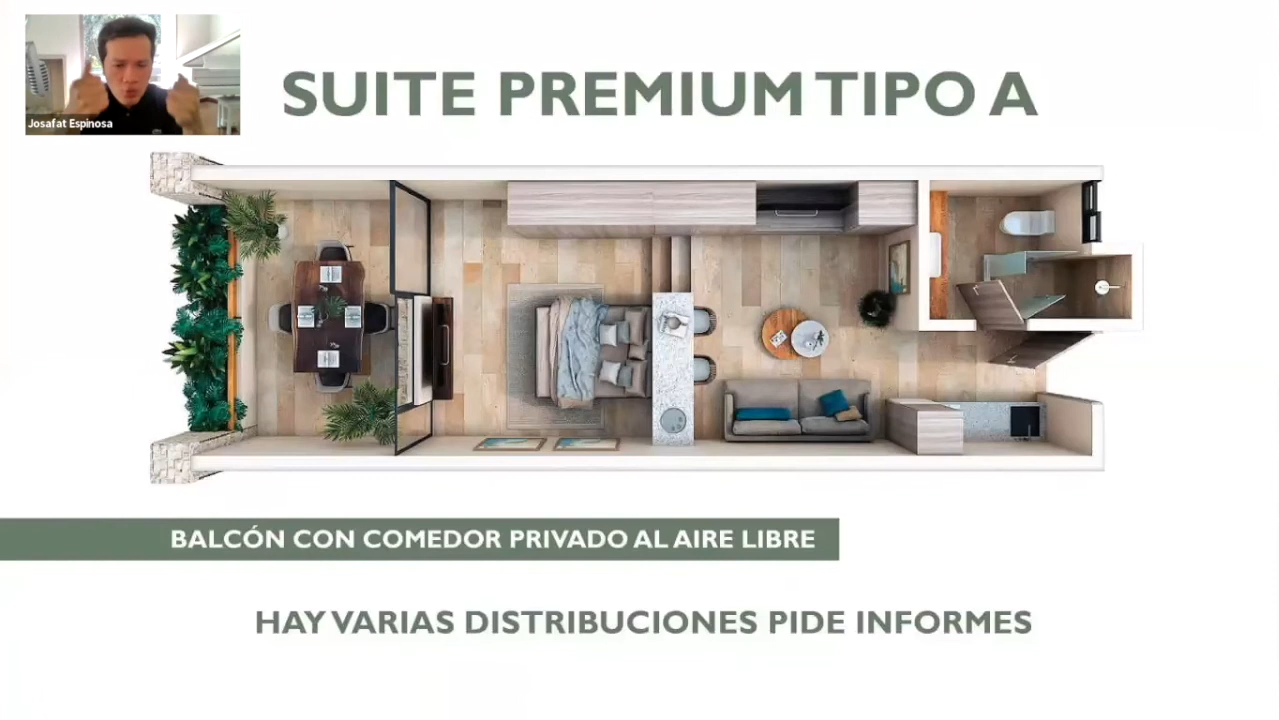 SUITE PREMIUM TIPO A
Josafat Espinosa
BALCÓN CON COMEDOR PRIVADO AL AIRE LIBRE
HAY VARIAS DISTRIBUCIONES PIDE INFORMES